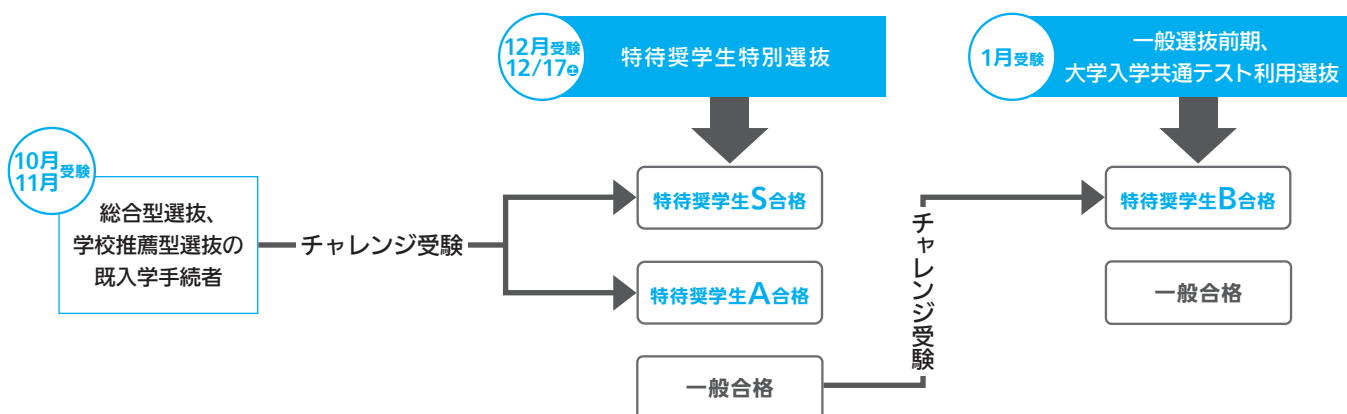 12月受験
12/17㊏
特待奨学生特別選抜
1月受験
一般選抜前期、
大学入学共通テスト利用選抜
10月
11月
受験
総合型選抜、
学校推薦型選抜の
既入学手続者
チャレンジ受験
特待奨学生S合格
特待奨学生A合格
一般合格
チャレンジ受験
特待奨学生B合格
一般合格